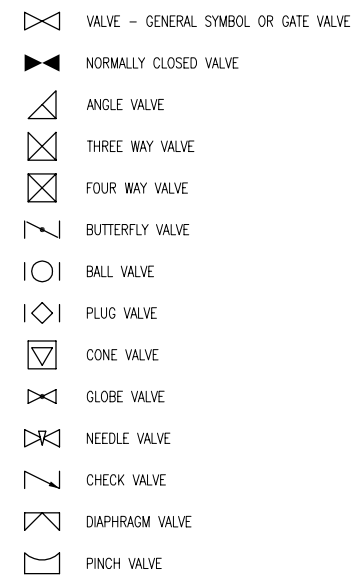 VALVE – GENERAL SYMBOL OR GATE VALVE
NORMALLY CLOSED VALVE
ANGLE VALVE
THREE WAY VALVE
FOUR WAY VALVE
BUTTERFLY VALVE
BALL VALVE
PLUG VALVE
CONE VALVE
GLOBE VALVE
NEEDLE VALVE
CHECK VALVE
DIAPHRAGM VALVE
PINCH VALVE